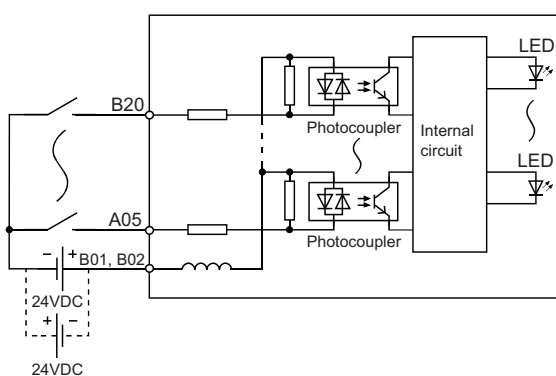 LED
B20
Photocoupler
Internal
circuit
LED
A05
Photocoupler
− + B01, B02
24VDC
+ −
24VDC